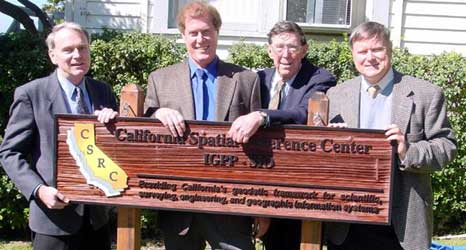 CSRC
California Spatial Reference Center
IGPP - SIO
Providing California's geodetic framework for scientific,
surveying, engineering, and geographic information systems